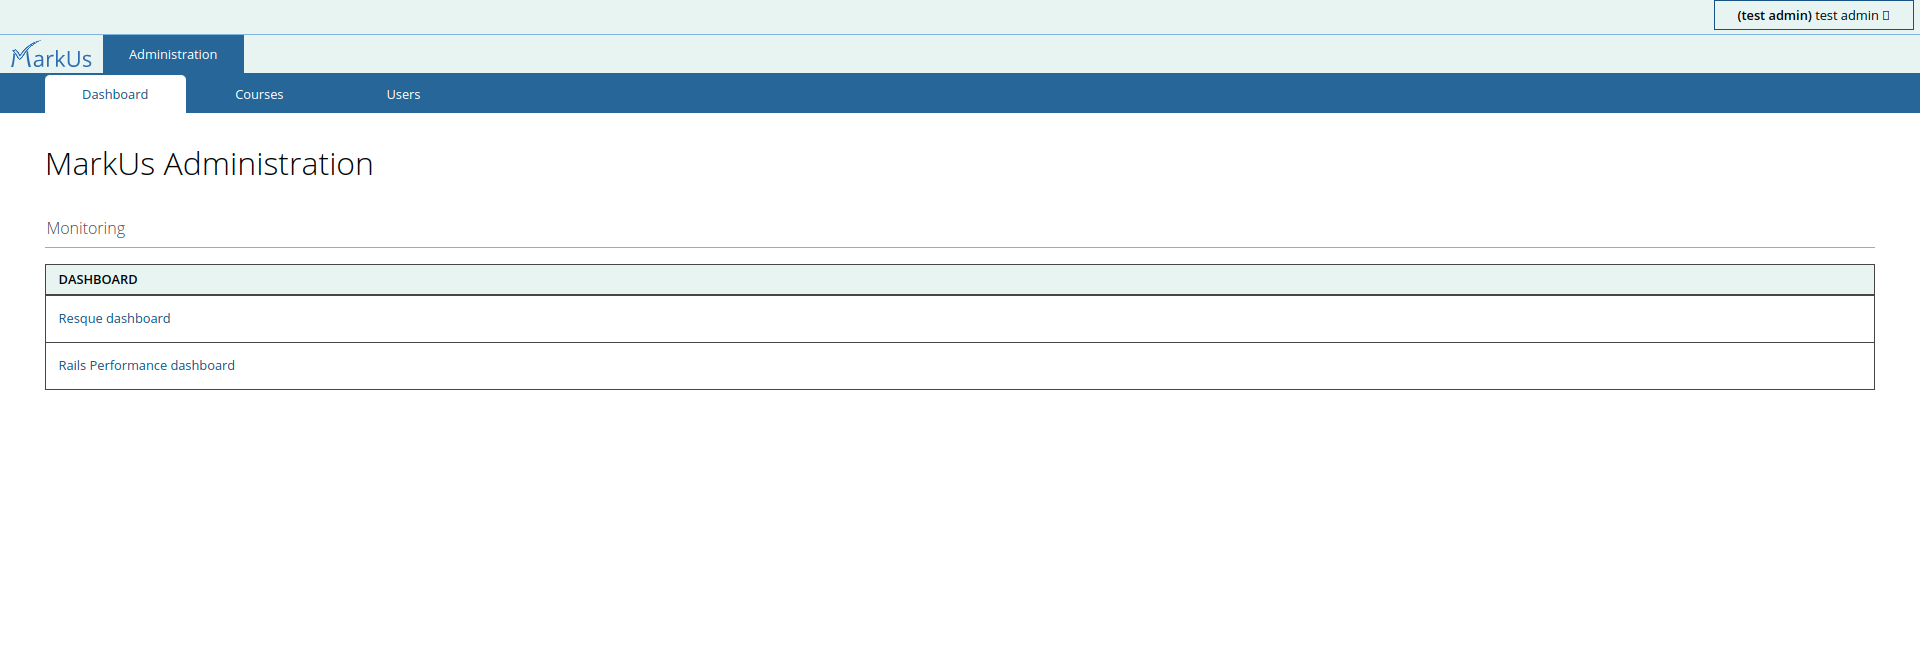 (test admin) test admin
MarkUs
Administration
Dashboard
Courses
Users
MarkUs Administration
Monitoring
DASHBOARD
Resque dashboard
Rails Performance dashboard